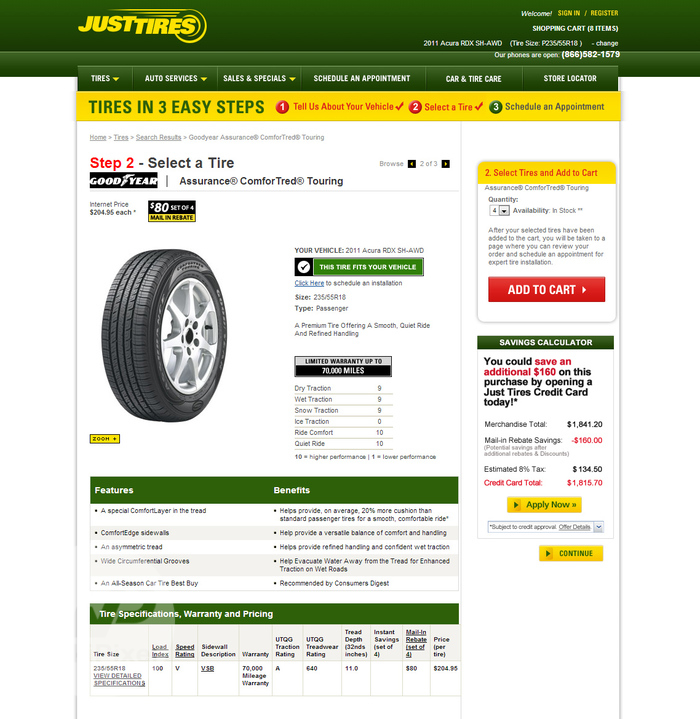 JUSTTIRES
Welcome! SIGN IN / REGISTER
SHOPPING CART (8 ITEMS)
2011 Acura RDX SH-AWD (Tire Size: P235/55R18 ) - change
Our phones are open: (866)582-1579
TIRES AUTO SERVICES SALES & SPECIALS SCHEDULE AN APPOINTMENT CAR & TIRE CARE STORE LOCATOR
TIRES IN 3 EASY STEPS 1 Tell Us About Your Vehicle 2 Select a Tire 3 Schedule an Appointment
Home > Tires > Search Results > Goodyear Assurance® ComforTred® Touring
Step 2 - Select a Tire
Browse 2 of 3
GOODYEAR | Assurance® ComforTred® Touring
Internet Price
$204.95 each *
$80 SET OF 4
MAIL IN REBATE
YOUR VEHICLE: 2011 Acura RDX SH-AWD
THIS TIRE FITS YOUR VEHICLE
Click Here to schedule an installation
Size: 235/55R18
Type: Passenger
A Premium Tire Offering A Smooth, Quiet Ride
And Refined Handling
LIMITED WARRANTY UP TO
70,000 MILES
Dry Traction 9
Wet Traction 9
Snow Traction 9
Ice Traction 0
Ride Comfort 10
Quiet Ride 10
10 = higher performance | 1 = lower performance
ZOOM +
2. Select Tires and Add to Cart
Assurance® ComforTred® Touring
Quantity:
4 Availability: In Stock **
After your selected tires have been
added to the cart, you will be taken to a
page where you can review your
order and schedule an appointment for
expert tire installation.
ADD TO CART
SAVINGS CALCULATOR
You could save an
additional $160 on this
purchase by opening a
Just Tires Credit Card
today!*
Merchandise Total: $1,841.20
Mail-in Rebate Savings: -$160.00
(Potential savings after
additional rebates & Discounts)
Estimated 8% Tax: $ 134.50
Credit Card Total: $1,815.70
Apply Now »
*Subject to credit approval. Offer Details
CONTINUE
Features Benefits
• A special ComfortLayer in the tread • Helps provide, on average, 20% more cushion than
standard passenger tires for a smooth, comfortable ride*
• ComfortEdge sidewalls • Help provide a versatile balance of comfort and handling
• An asymmetric tread • Helps provide refined handling and confident wet traction
• Wide Circumferential Grooves • Help Evacuate Water Away from the Tread for Enhanced
Traction on Wet Roads
• An All-Season Car Tire Best Buy • Recommended by Consumers Digest
Tire Specifications, Warranty and Pricing
Tire Size Load Index Speed Rating Sidewall Description Warranty UTQG Traction Rating UTQG Treadwear Rating Tread Depth (32nds inches) Instant Savings (set of 4) Mail-In Rebate (set of 4) Price (per tire)
235/55R18 100 V VSB 70,000 Mileage Warranty A 640 11.0 $80 $204.95
VIEW DETAILED
SPECIFICATIONS